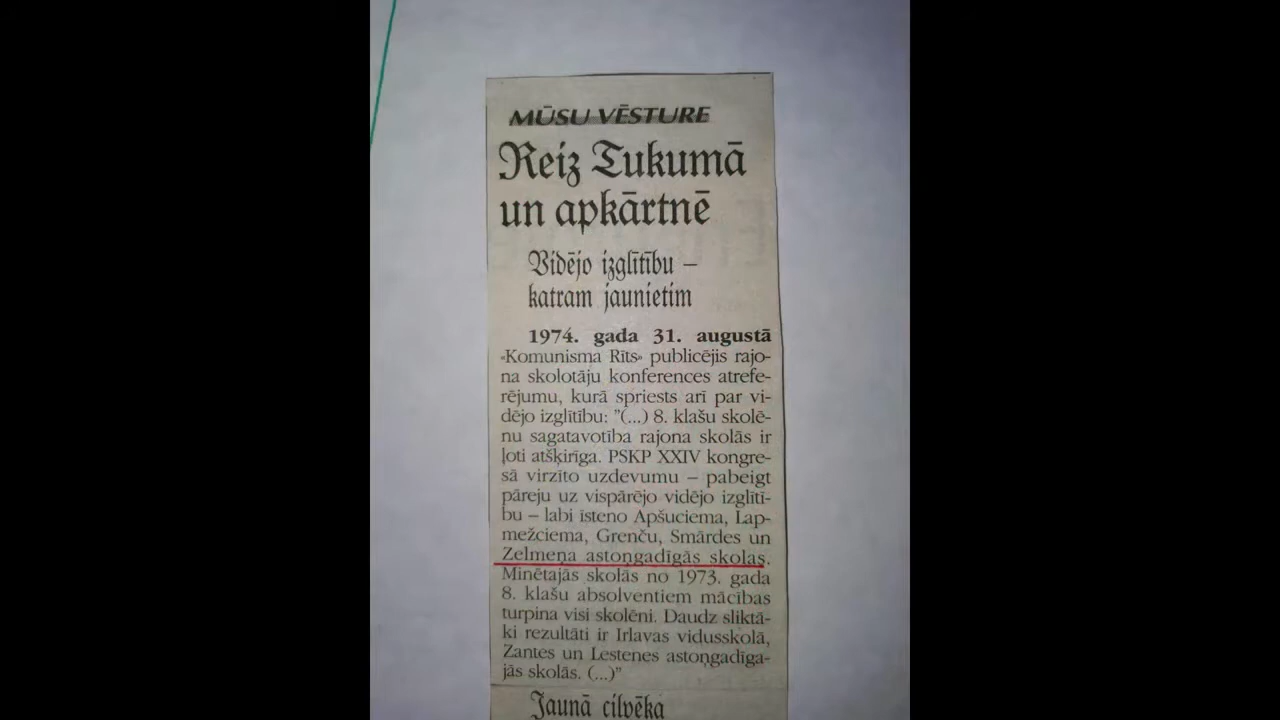 MŪSU VĒSTURE
Reiz Tukumā
un apkārtnē
Vidējo izglītību –
katram jaunietim
1974. gada 31. augustā
«Komunisma Rīts» publicējis rajo-
na skolotāju konferences atrefe-
rējumu, kurā spriests arī par vi-
dējo izglītību: "(...) 8. klašu skolē-
nu sagatavotība rajona skolās ir
ļoti atšķirīga. PSKP XXIV kongre-
sā virzīto uzdevumu – pabeigt
pāreju uz vispārējo vidējo izglītī-
bu – labi īsteno Apšuciema, Lap-
mežciema, Grenču, Smārdes un
Zelmeņa astoņgadīgās skolas.
Minētajās skolās no 1973. gada
8. klašu absolventiem mācības
turpina visi skolēni. Daudz sliktā-
ki rezultāti ir Irlavas vidusskolā,
Zantes un Lestenes astoņgadīga-
jās skolās. (...)"
Jaunā cilvēka